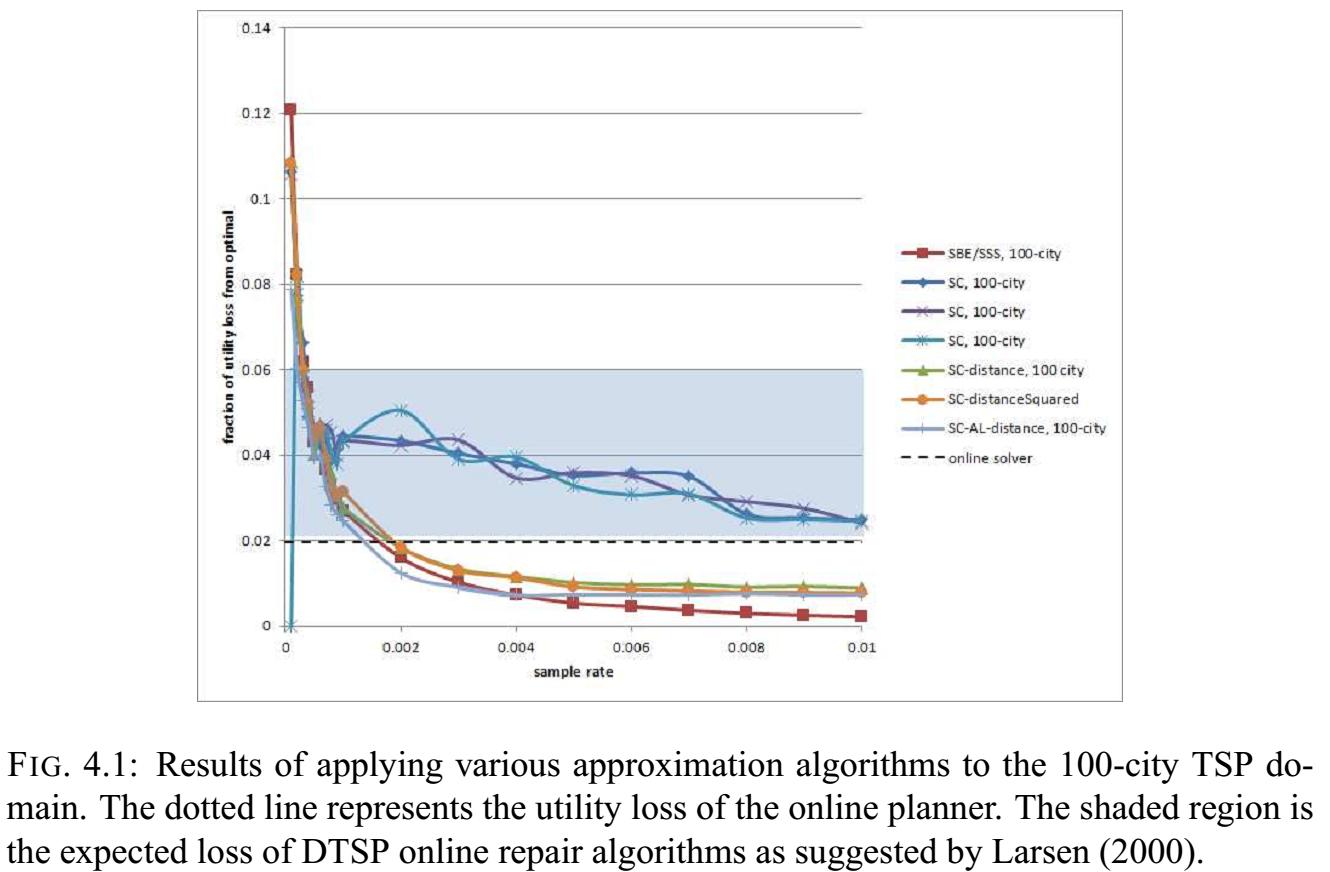 0.14
0.12
0.1
0.08
0.06
0.04
0.02
0
fraction of utility loss from optimal
0
0.002
0.004
0.006
0.008
0.01
sample rate
SBE/SSS, 100-city
SC, 100-city
SC, 100-city
SC, 100-city
SC-distance, 100 city
SC-distanceSquared
SC-AL-distance, 100-city
online solver
FIG. 4.1: Results of applying various approximation algorithms to the 100-city TSP do-
main. The dotted line represents the utility loss of the online planner. The shaded region is
the expected loss of DTSP online repair algorithms as suggested by Larsen (2000).